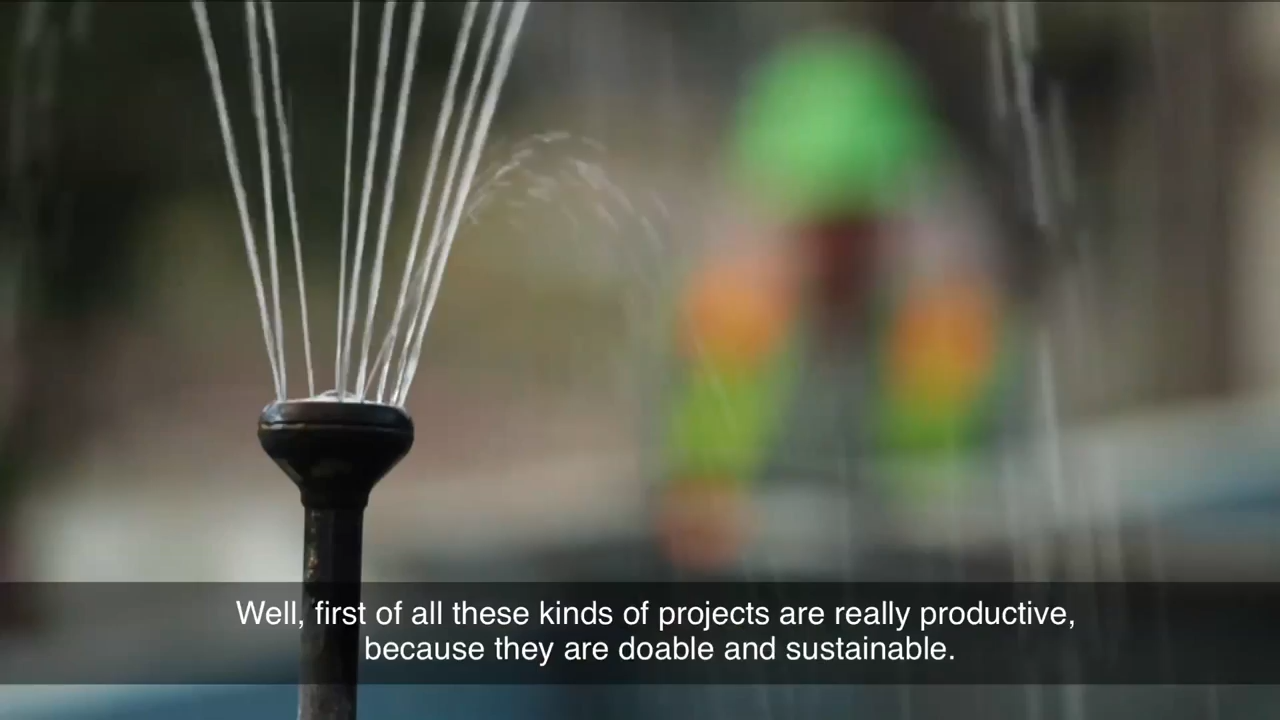 Well, first of all these kinds of projects are really productive,
because they are doable and sustainable.